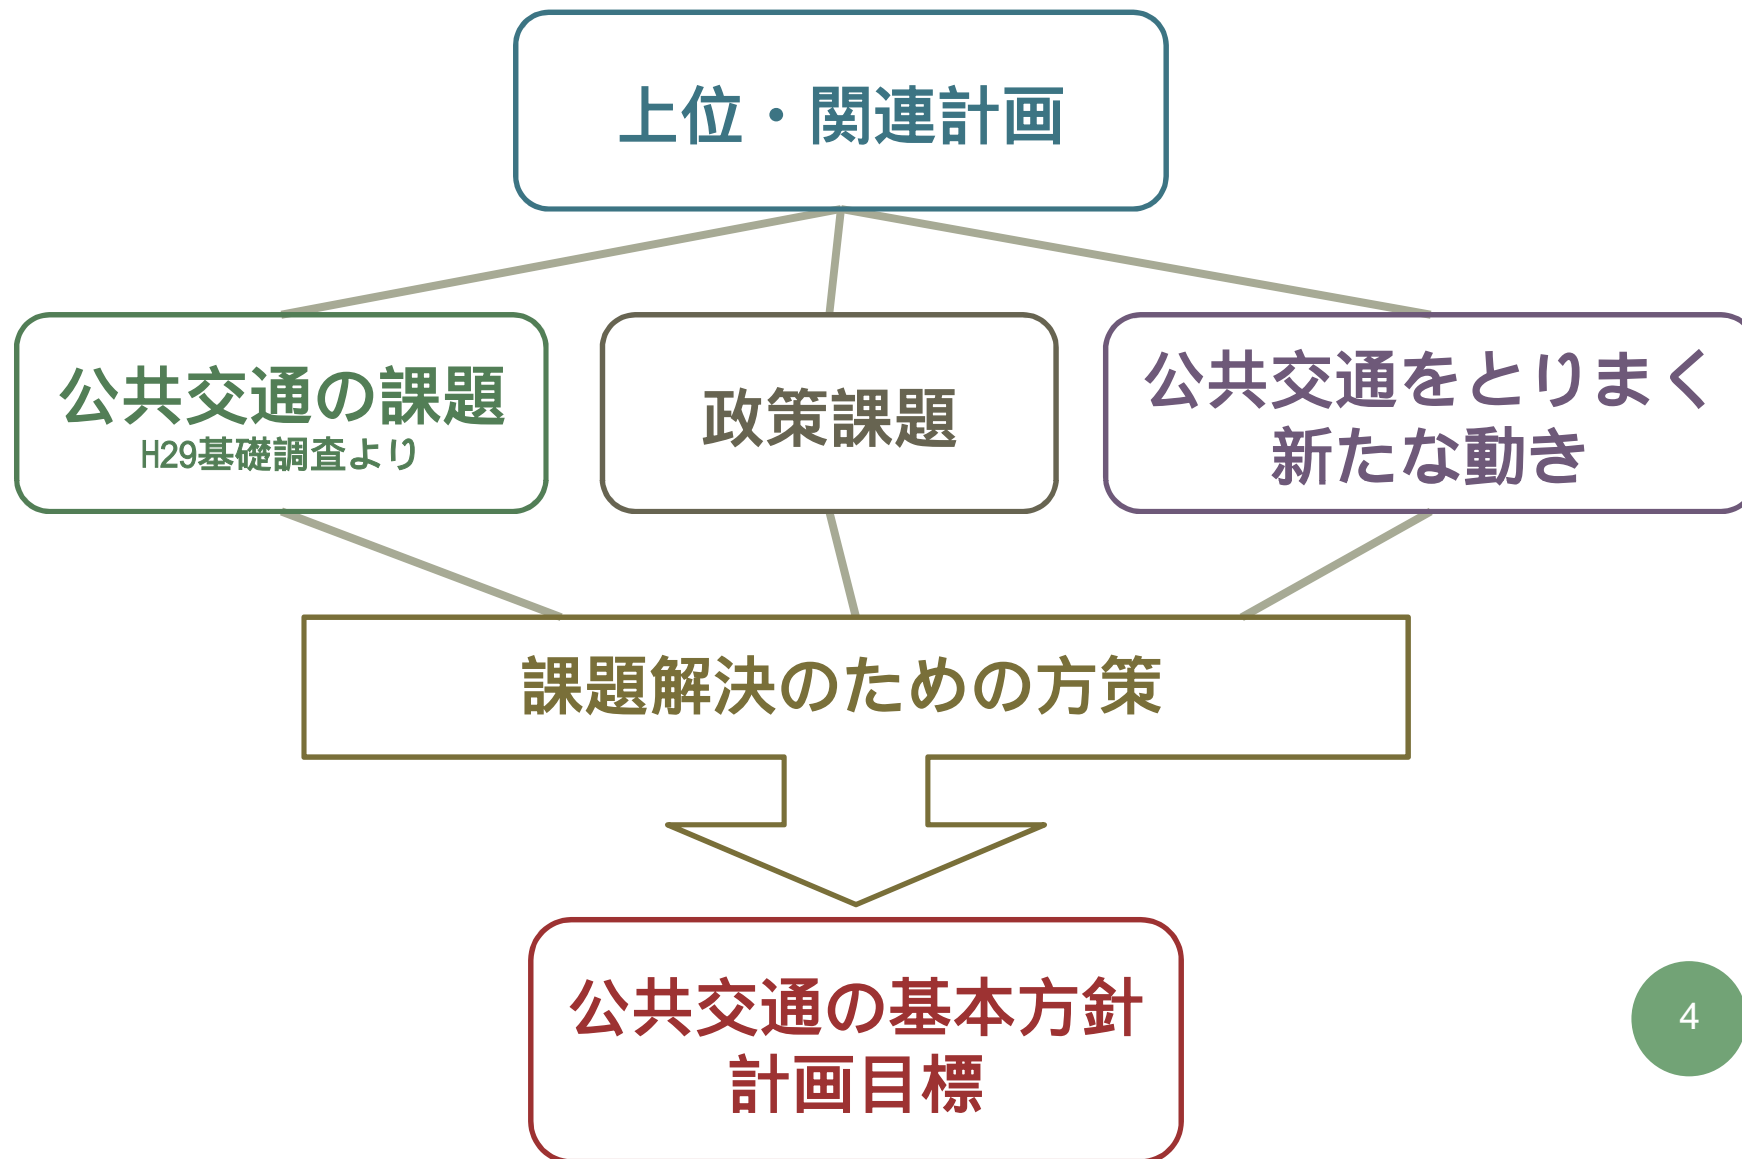 上位・関連計画
公共交通の課題
H29基礎調査より
政策課題
公共交通をとりまく
新たな動き
課題解決のための方策
公共交通の基本方針
計画目標
4